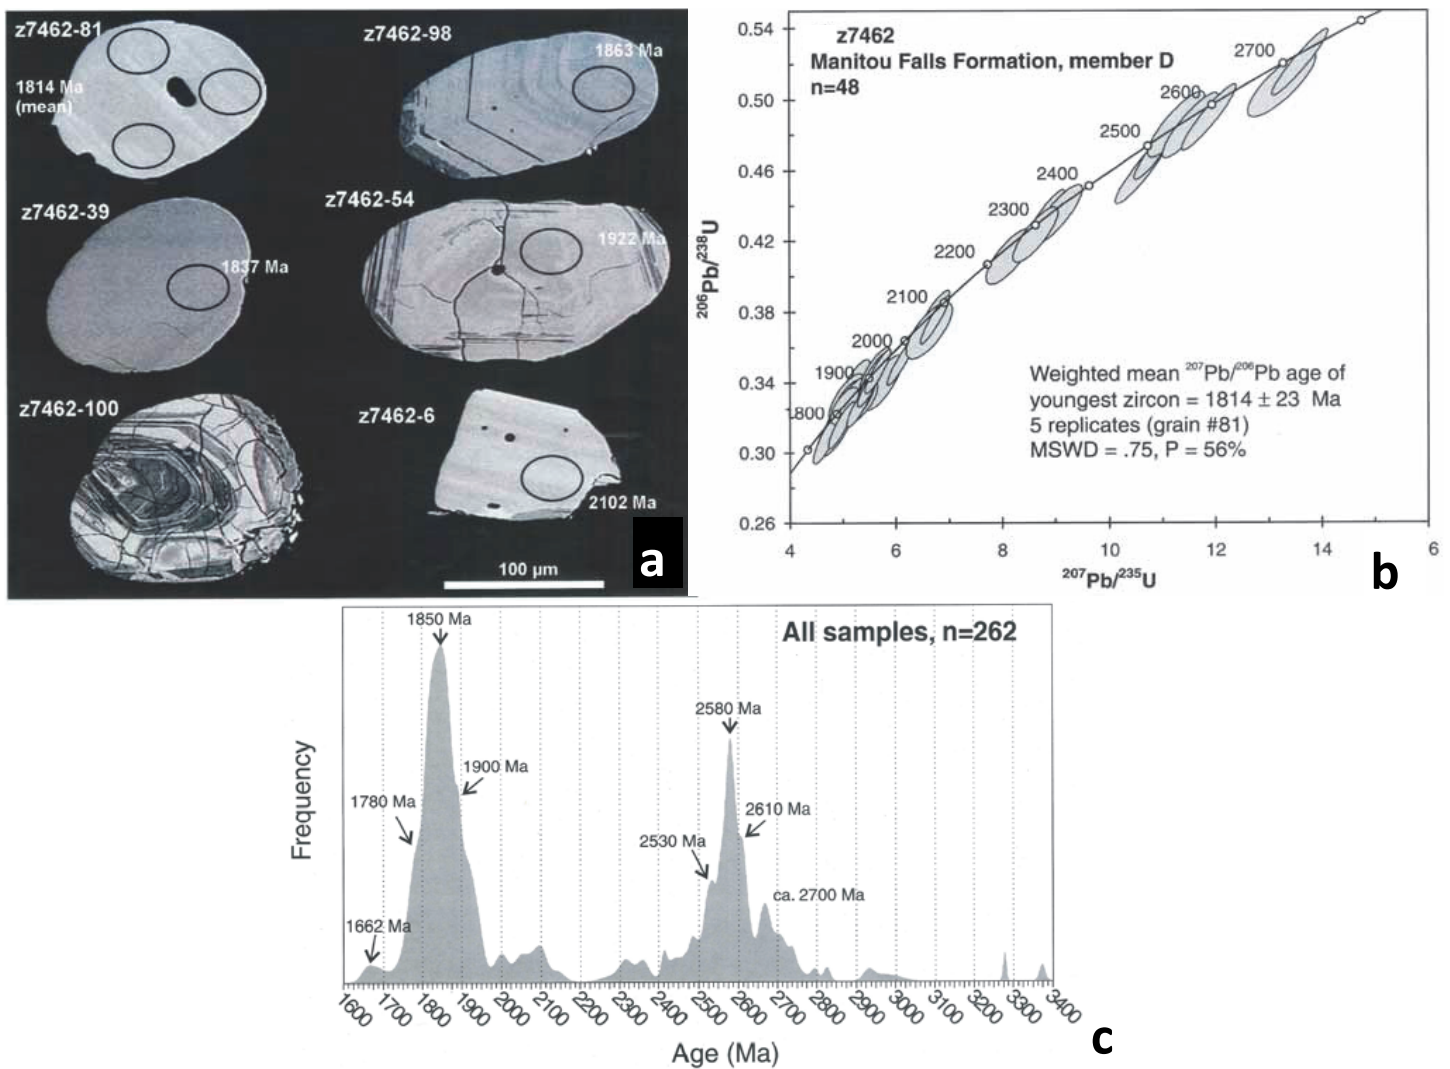 z7462-81
1814 Ma
(mean)
z7462-98
1863 Ma
z7462-39
1837 Ma
z7462-54
1922 Ma
z7462-100
z7462-6
2102 Ma
100 µm
a
z7462
Manitou Falls Formation, member D
n=48
206Pb/238U
0.54
0.50
0.46
0.42
0.38
0.34
0.30
0.26
2700
2600
2500
2400
2300
2200
2100
2000
1900
1800
Weighted mean 207Pb/206Pb age of
youngest zircon = 1814 ± 23 Ma
5 replicates (grain #81)
MSWD = .75, P = 56%
4 6 8 10 12 14 6
207Pb/235U
b
All samples, n=262
Frequency
1850 Ma
1900 Ma
1780 Ma
1662 Ma
2580 Ma
2610 Ma
2530 Ma
ca. 2700 Ma
1600 1700 1800 1900 2000 2100 2200 2300 2400 2500 2600 2700 2800 2900 3000 3100 3200 3300 3400
Age (Ma)
c